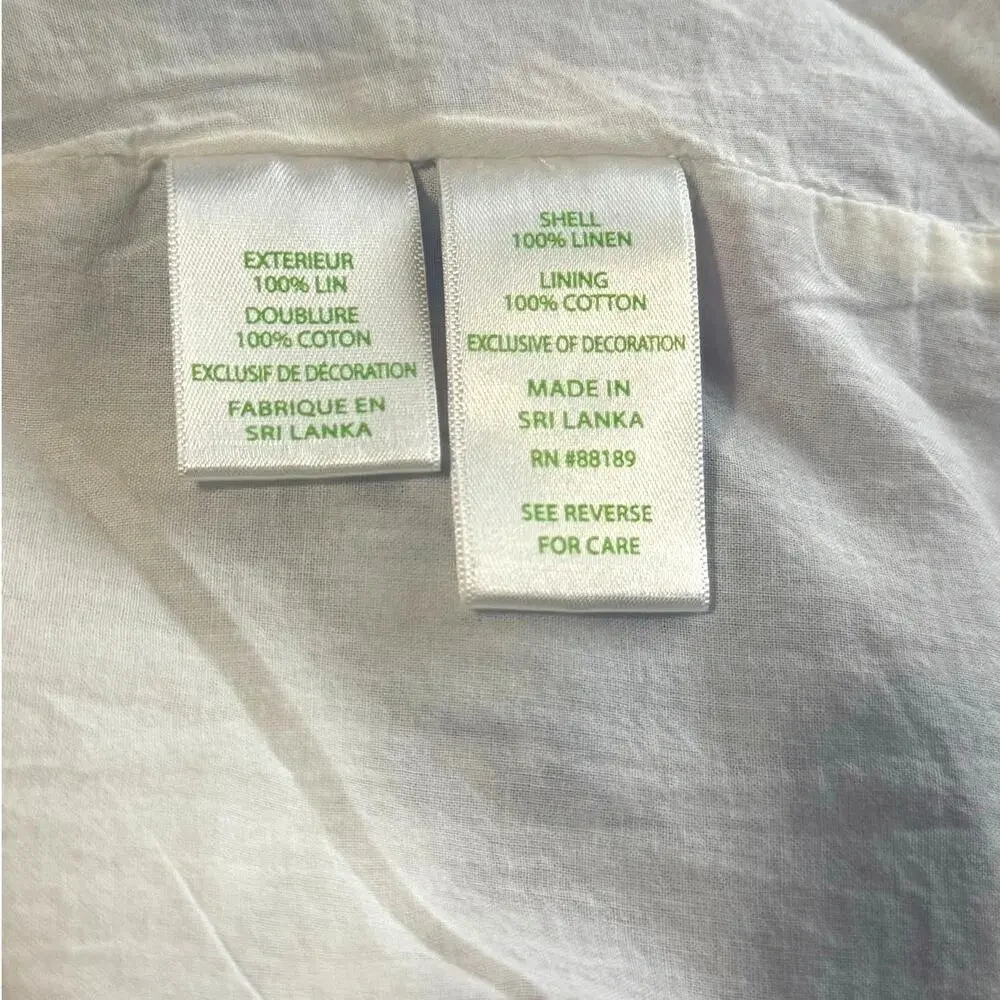 EXTERIEUR
100% LIN
DOUBLURE
100% COTON
EXCLUSIF DE DÉCORATION
FABRIQUE EN
SRI LANKA
SHELL
100% LINEN
LINING
100% COTTON
EXCLUSIVE OF DECORATION
MADE IN
SRI LANKA
RN #88189
SEE REVERSE
FOR CARE